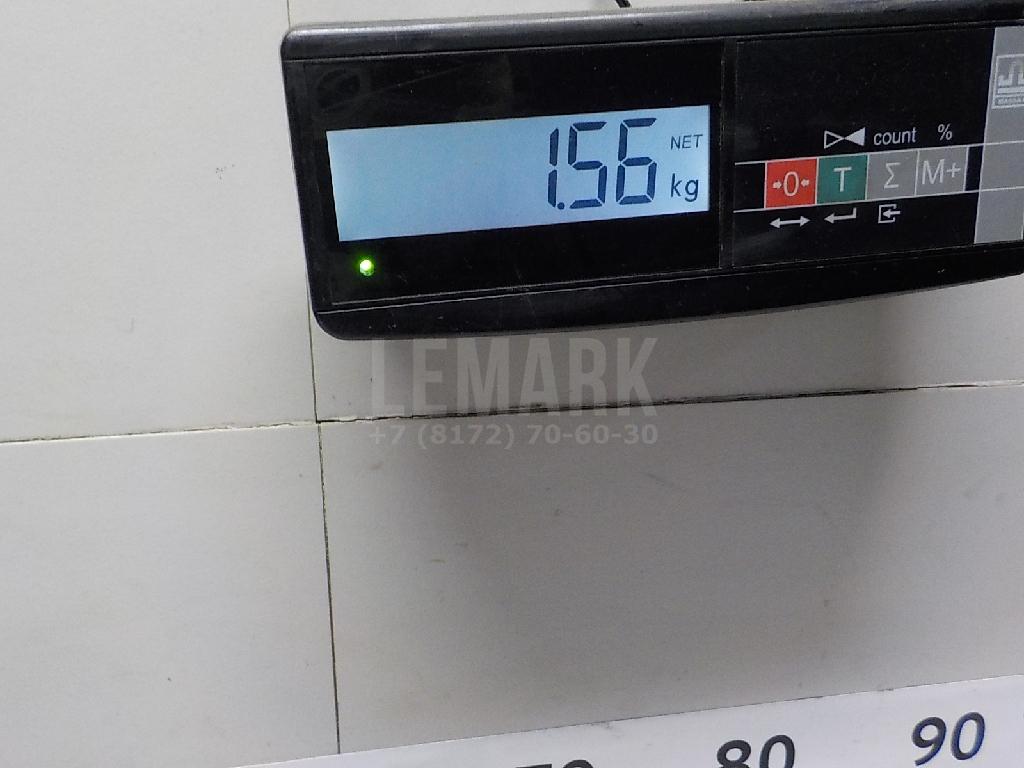 1.56 NET kg
count %
→0← T Σ M+
LEMARK
+7 (8172) 70-60-30
80 90